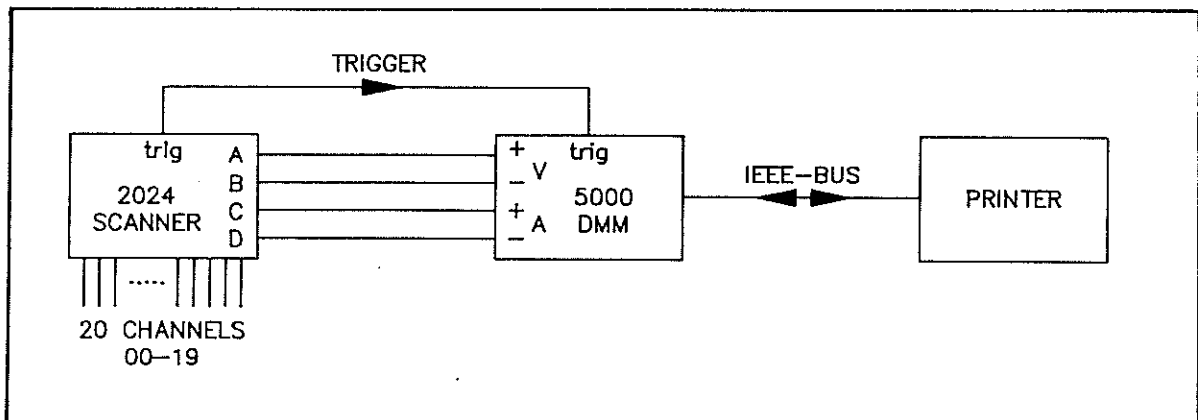 TRIGGER
trig
A
B
C
D
2024
SCANNER
+
V
−
+
A
−
trig
5000
DMM
IEEE−BUS
PRINTER
.....
20 CHANNELS
00−19